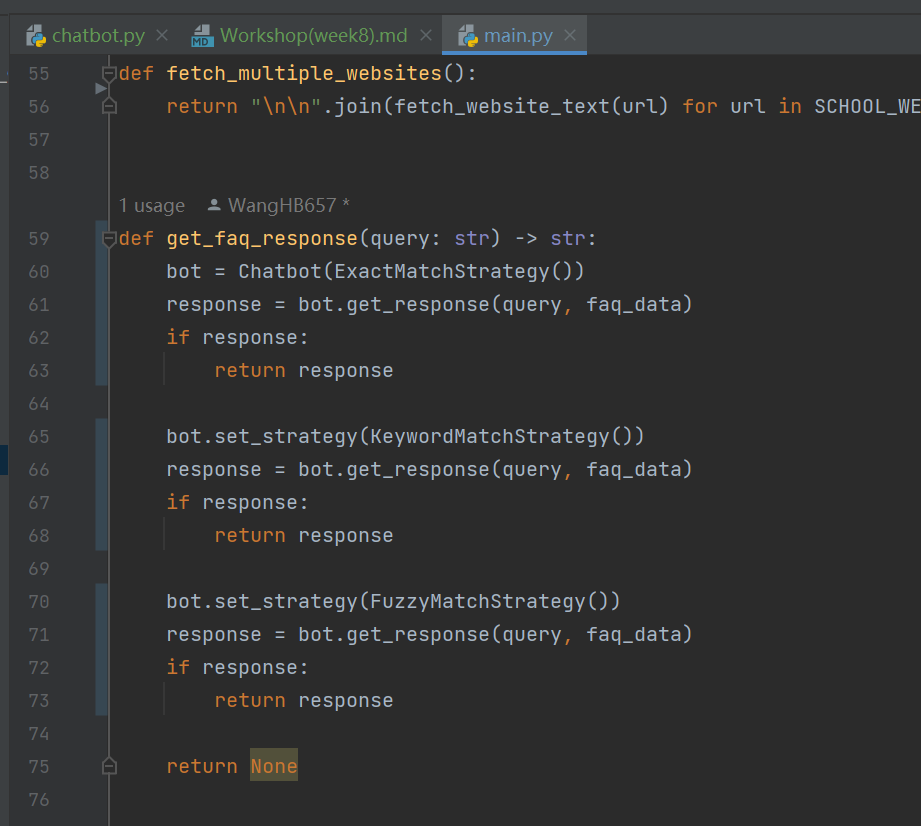 chatbot.py × MD Workshop(week8).md × main.py ×
55 def fetch_multiple_websites():
56     return "\n\n".join(fetch_website_text(url) for url in SCHOOL_WE
57
58
1 usage WangHB657 *
59 def get_faq_response(query: str) -> str:
60     bot = Chatbot(ExactMatchStrategy())
61     response = bot.get_response(query, faq_data)
62     if response:
63         return response
64
65     bot.set_strategy(KeywordMatchStrategy())
66     response = bot.get_response(query, faq_data)
67     if response:
68         return response
69
70     bot.set_strategy(FuzzyMatchStrategy())
71     response = bot.get_response(query, faq_data)
72     if response:
73         return response
74
75     return None
76